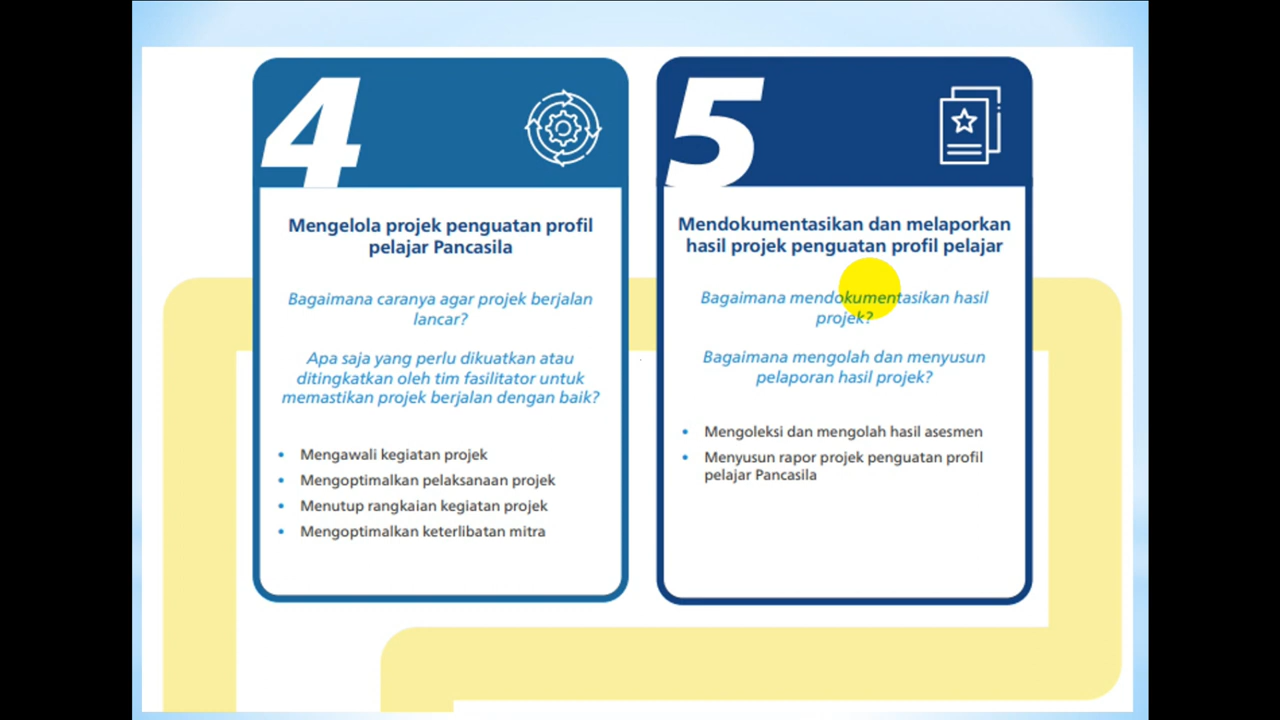 4
Mengelola projek penguatan profil
pelajar Pancasila
Bagaimana caranya agar projek berjalan
lancar?
Apa saja yang perlu dikuatkan atau
ditingkatkan oleh tim fasilitator untuk
memastikan projek berjalan dengan baik?
• Mengawali kegiatan projek
• Mengoptimalkan pelaksanaan projek
• Menutup rangkaian kegiatan projek
• Mengoptimalkan keterlibatan mitra
5
Mendokumentasikan dan melaporkan
hasil projek penguatan profil pelajar
Bagaimana mendokumentasikan hasil
projek?
Bagaimana mengolah dan menyusun
pelaporan hasil projek?
• Mengoleksi dan mengolah hasil asesmen
• Menyusun rapor projek penguatan profil
pelajar Pancasila